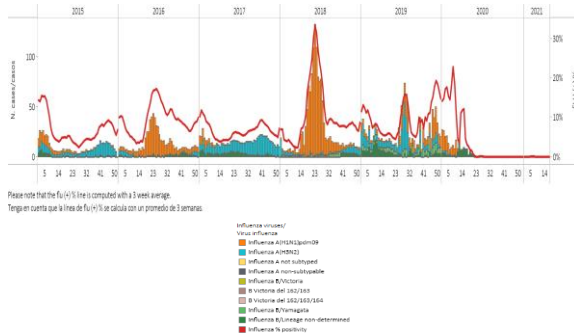 2015 2016 2017 2018 2019 2020 2021
30%
100
20%
N. cases/casos
50
10%
0 0%
5 14 23 32 41 50 5 14 23 32 41 50 5 14 23 32 41 50 5 14 23 32 41 50 5 14 23 32 41 50 5 14 23 32 41 50 5 14
Please note that the flu (+) % line is computed with a 3 week average.
Tenga en cuenta que la linea de flu (+) % se calcula con un promedio de 3 semanas.
Influenza viruses/
Virus influenza
Influenza A(H1N1)pdm09
Influenza A(H3N2)
Influenza A not subtyped
Influenza A non-subtypable
Influenza B/Victoria
B Victoria del 162/163
B Victoria del 162/163/164
Influenza B/Yamagata
Influenza B/Lineage non-determined
Influenza % positivity